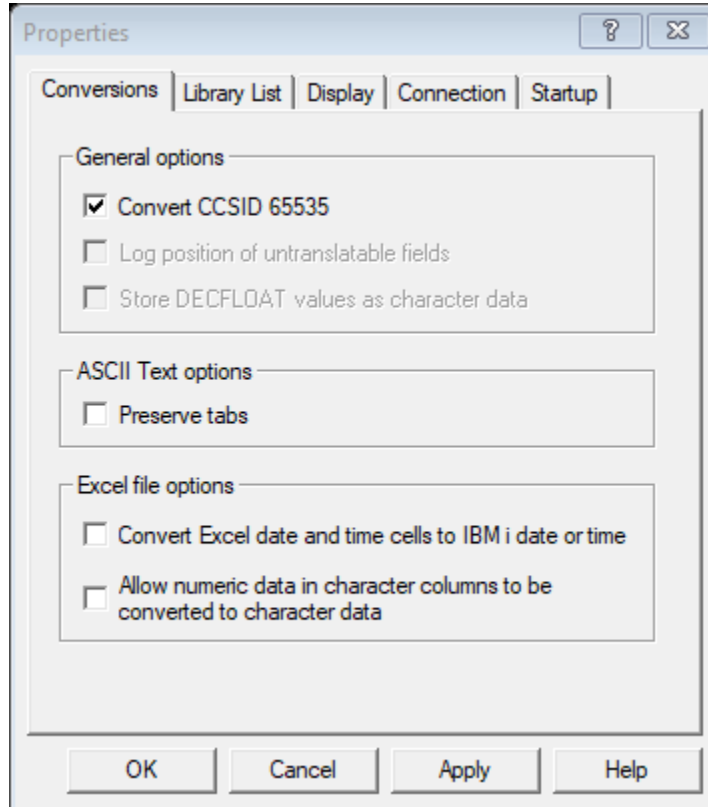 Properties
Conversions Library List Display Connection Startup
General options
Convert CCSID 65535
Log position of untranslatable fields
Store DECFLOAT values as character data
ASCII Text options
Preserve tabs
Excel file options
Convert Excel date and time cells to IBM i date or time
Allow numeric data in character columns to be
converted to character data
OK Cancel Apply Help